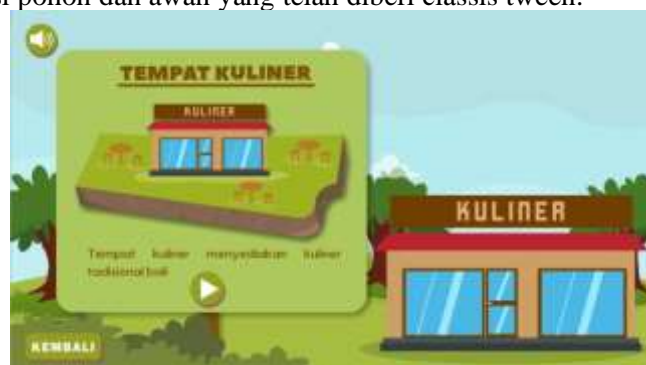 si pohon dan awan yang telah diberi classis tween.
TEMPAT KULINER
KULINER
Tempat kuliner menyediakan kuliner
tradisional bali
KULINER
KEMBALI